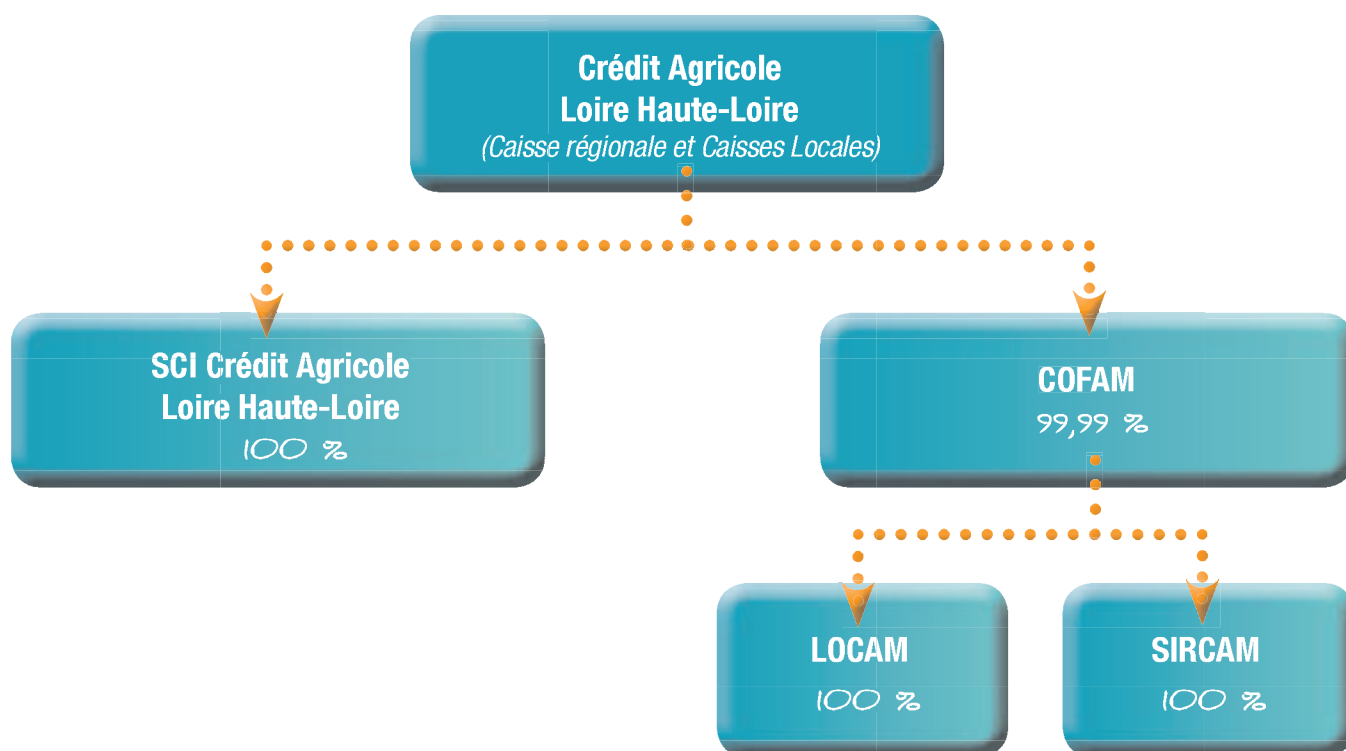 Crédit Agricole
Loire Haute-Loire
(Caisse régionale et Caisses Locales)
SCI Crédit Agricole
Loire Haute-Loire
100 %
COFAM
99,99 %
LOCAM
100 %
SIRCAM
100 %